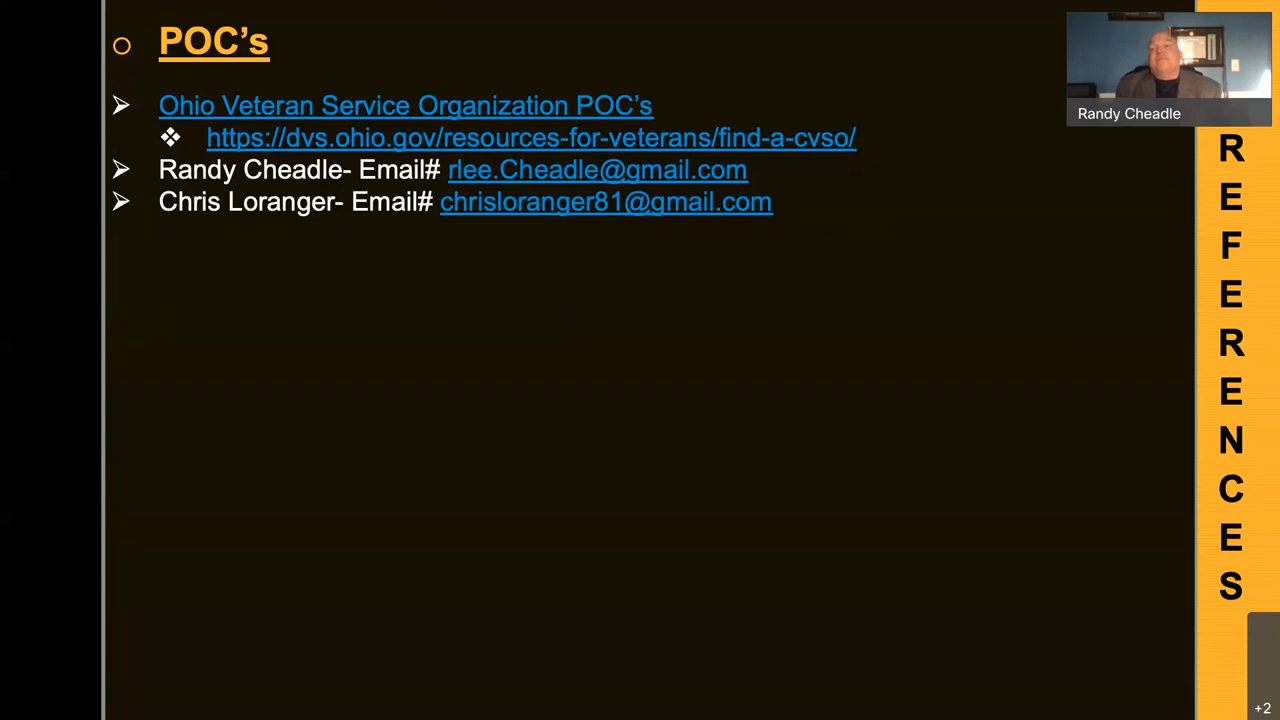 POC's
Ohio Veteran Service Organization POC's
https://dvs.ohio.gov/resources-for-veterans/find-a-cvso/
Randy Cheadle- Email# rlee.Cheadle@gmail.com
Chris Loranger- Email# chrisloranger81@gmail.com
Randy Cheadle
R
E
F
E
R
E
N
C
E
S
+2